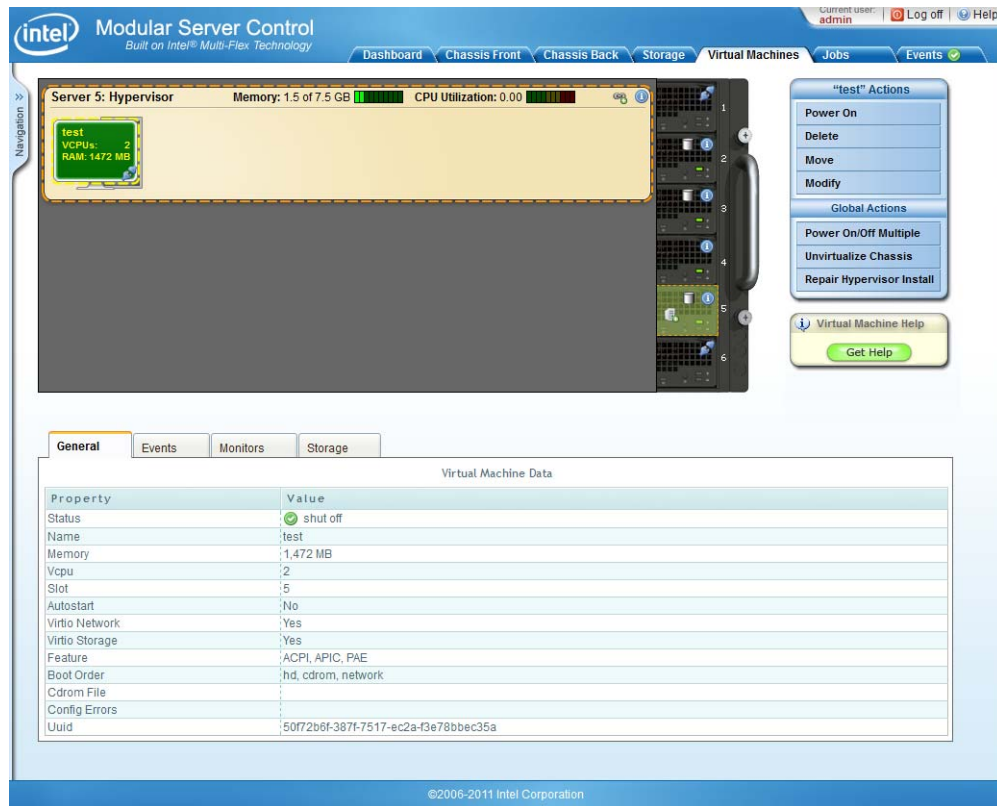 intel
Modular Server Control
Built on Intel® Multi-Flex Technology
Current user:
admin
Log off
Help
Dashboard
Chassis Front
Chassis Back
Storage
Virtual Machines
Jobs
Events
»
Navigation
Server 5: Hypervisor
Memory: 1.5 of 7.5 GB
CPU Utilization: 0.00
test
VCPUs: 2
RAM: 1472 MB
1
2
3
4
5
6
"test" Actions
Power On
Delete
Move
Modify
Global Actions
Power On/Off Multiple
Unvirtualize Chassis
Repair Hypervisor Install
Virtual Machine Help
Get Help
General
Events
Monitors
Storage
Virtual Machine Data
Property Value
Status shut off
Name test
Memory 1,472 MB
Vcpu 2
Slot 5
Autostart No
Virtio Network Yes
Virtio Storage Yes
Feature ACPI, APIC, PAE
Boot Order hd, cdrom, network
Cdrom File
Config Errors
Uuid 50f72b6f-387f-7517-ec2a-f3e78bbec35a
©2006-2011 Intel Corporation